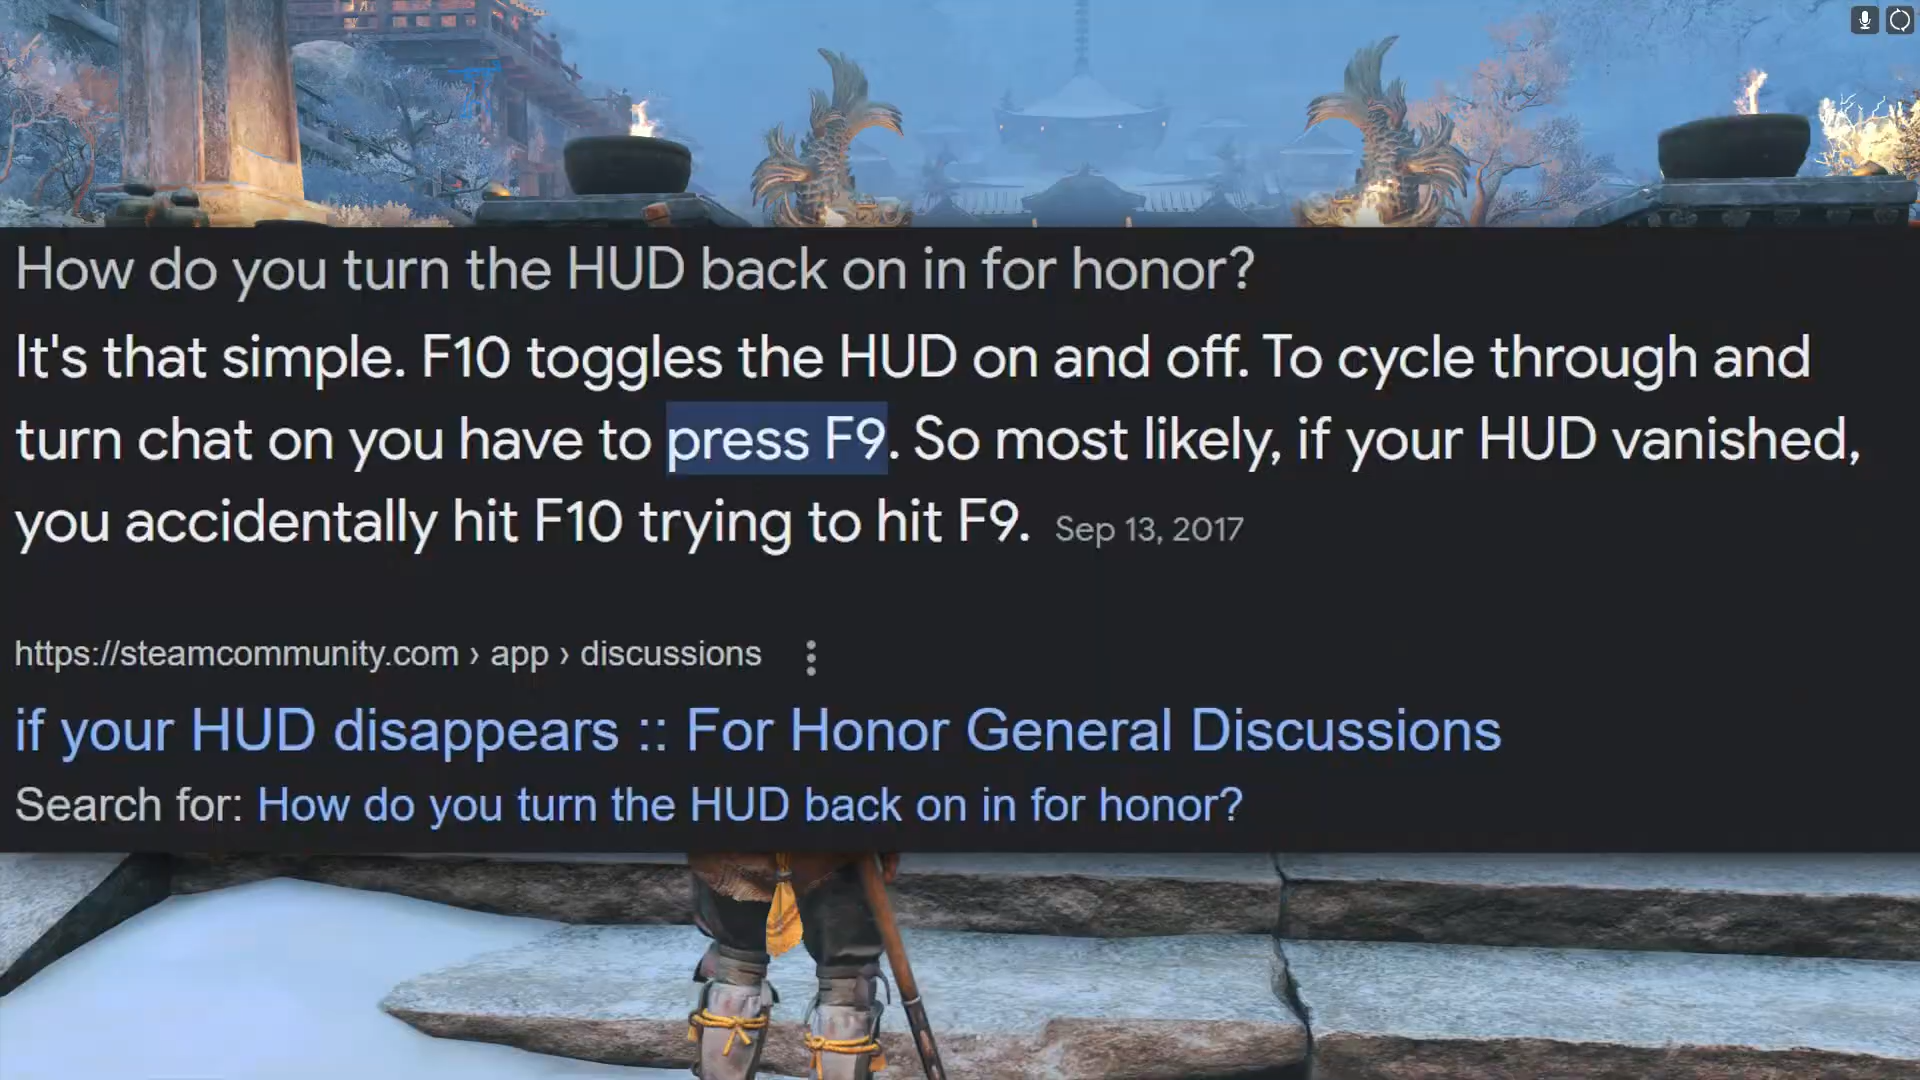 How do you turn the HUD back on in for honor?
It's that simple. F10 toggles the HUD on and off. To cycle through and
turn chat on you have to press F9. So most likely, if your HUD vanished,
you accidentally hit F10 trying to hit F9. Sep 13, 2017
https://steamcommunity.com › app › discussions
if your HUD disappears :: For Honor General Discussions
Search for: How do you turn the HUD back on in for honor?